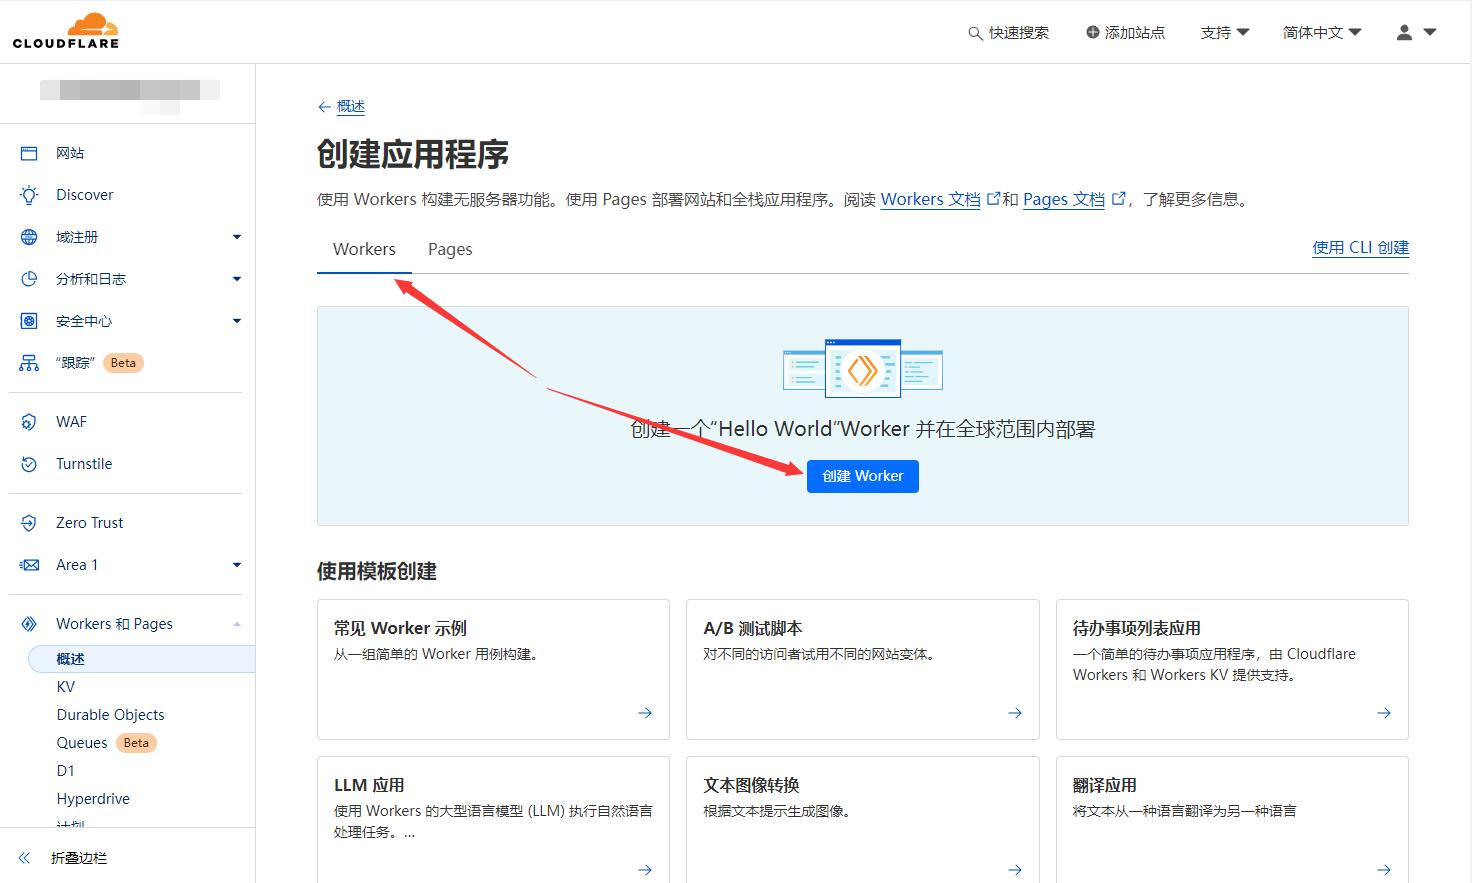 CLOUDFLARE
快速搜索
添加站点
支持
简体中文
网站
Discover
域注册
分析和日志
安全中心
“跟踪” Beta
WAF
Turnstile
Zero Trust
Area 1
Workers 和 Pages
概述
KV
Durable Objects
Queues Beta
D1
Hyperdrive
计划
折叠边栏
概述
创建应用程序
使用 Workers 构建无服务器功能。使用 Pages 部署网站和全栈应用程序。阅读 Workers 文档 和 Pages 文档 ，了解更多信息。
Workers Pages
使用 CLI 创建
创建一个“Hello World”Worker 并在全球范围内部署
创建 Worker
使用模板创建
常见 Worker 示例
从一组简单的 Worker 用例构建。
A/B 测试脚本
对不同的访问者试用不同的网站变体。
待办事项列表应用
一个简单的待办事项应用程序，由 Cloudflare
Workers 和 Workers KV 提供支持。
LLM 应用
使用 Workers 的大型语言模型 (LLM) 执行自然语言
处理任务。...
文本图像转换
根据文本提示生成图像。
翻译应用
将文本从一种语言翻译为另一种语言